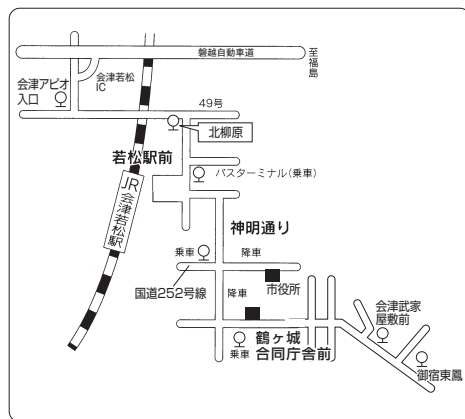 磐越自動車道
至福島
会津若松
IC
会津アピオ
入口
49号
北柳原
若松駅前
バスターミナル(乗車)
JR会津若松駅
神明通り
乗車
降車
国道252号線
市役所
降車
鶴ヶ城
合同庁舎前
乗車
会津武家
屋敷前
御宿東鳳